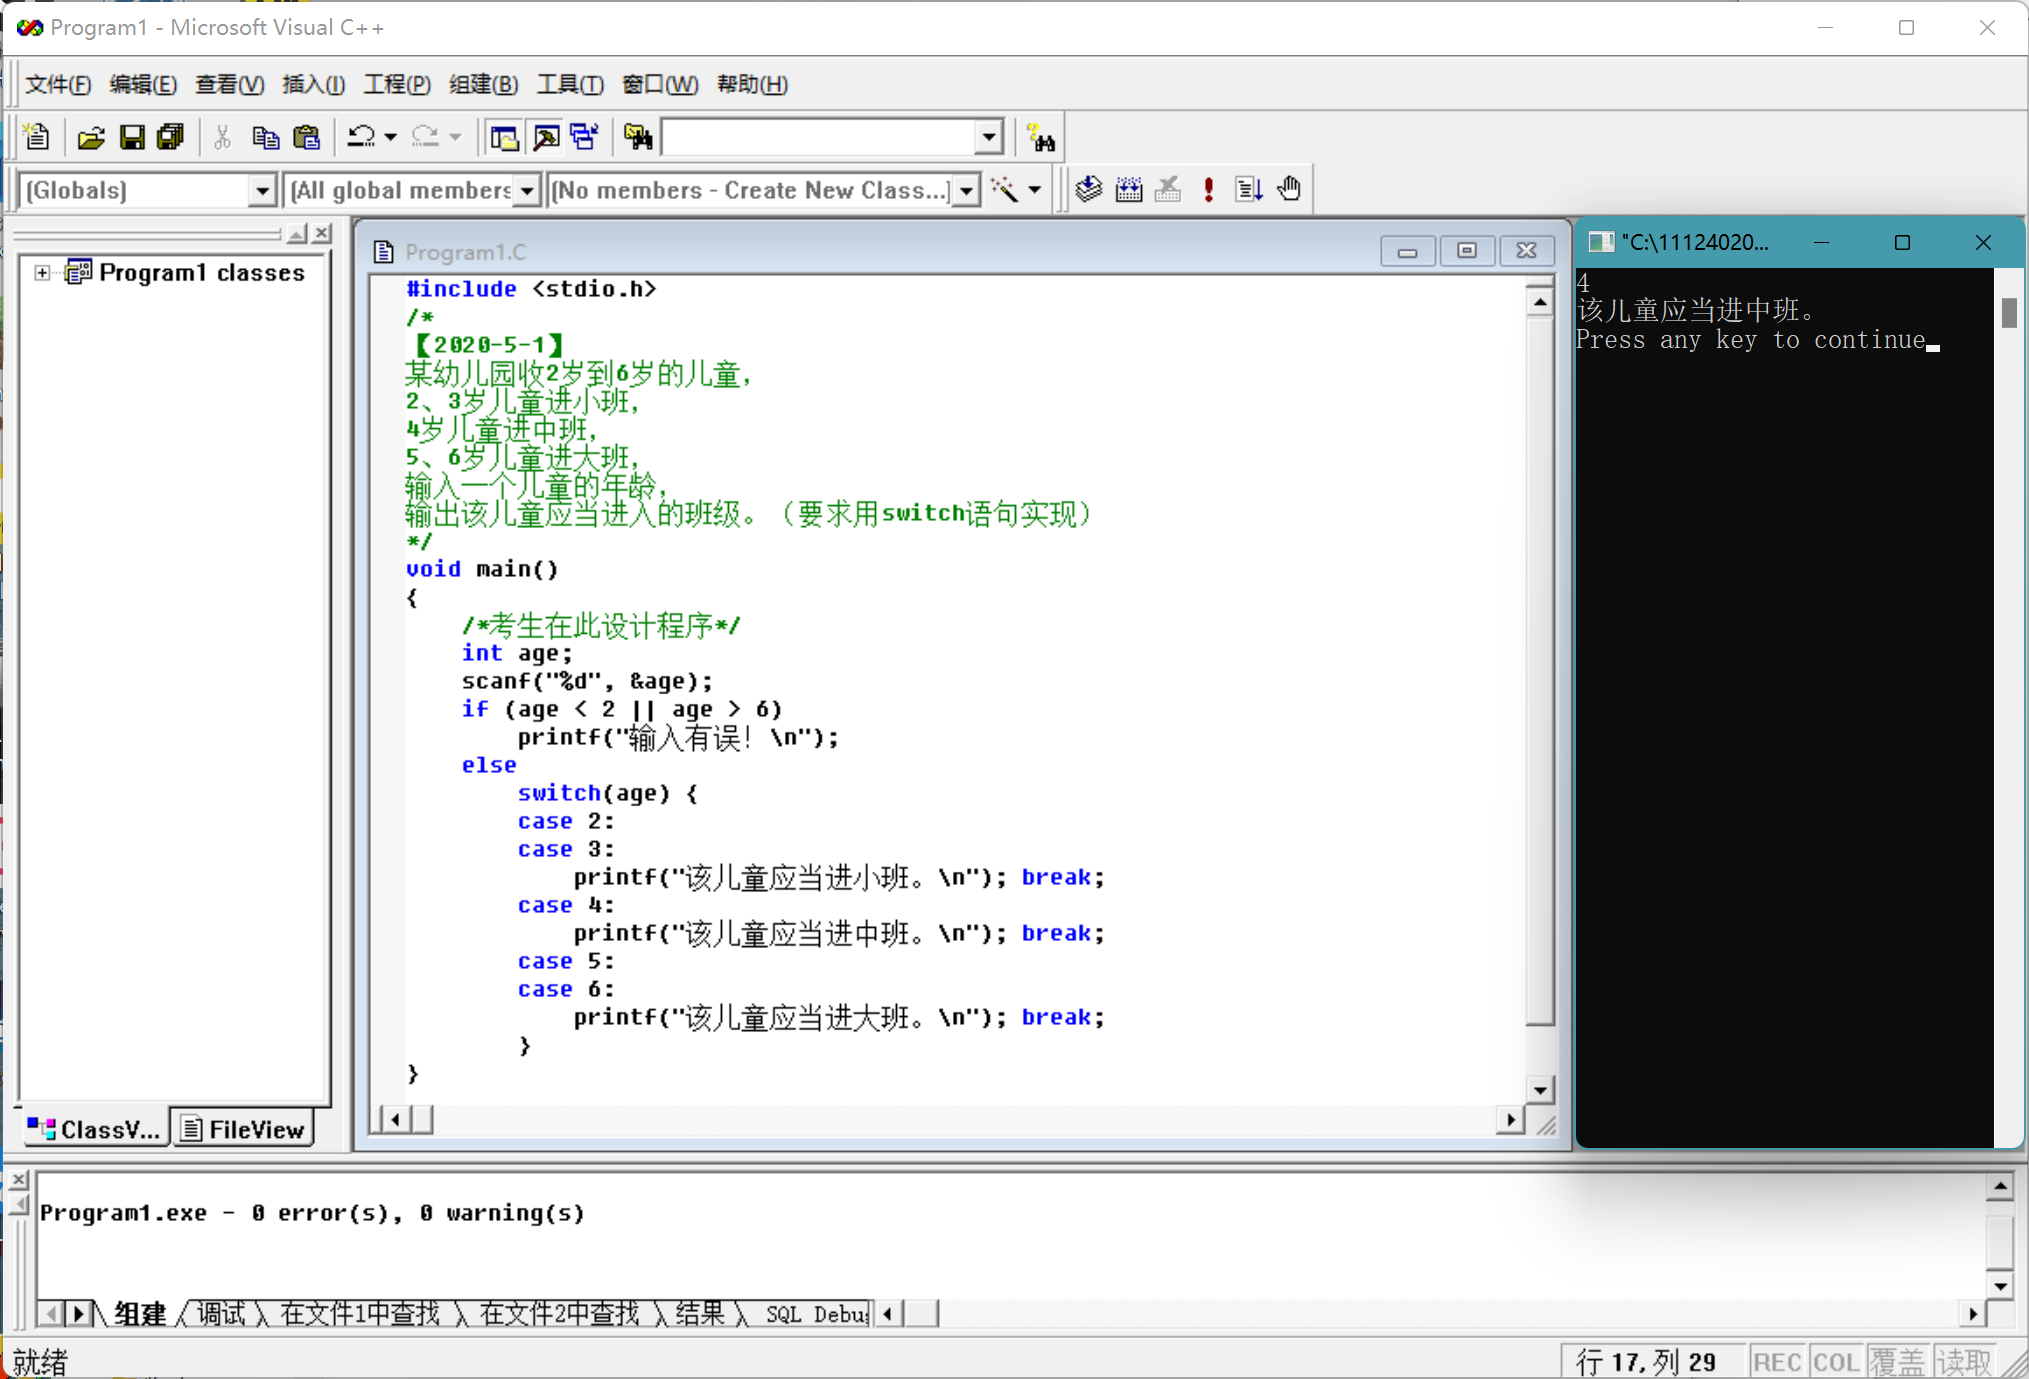 Program1 - Microsoft Visual C++
文件(F) 编辑(E) 查看(V) 插入(I) 工程(P) 组建(B) 工具(T) 窗口(W) 帮助(H)
(Globals) (All global members (No members - Create New Class...)
Program1 classes
ClassV... FileView
Program1.C
#include <stdio.h>
/*
【2020-5-1】
某幼儿园收2岁到6岁的儿童，
2、3岁儿童进小班，
4岁儿童进中班，
5、6岁儿童进大班，
输入一个儿童的年龄，
输出该儿童应当进入的班级。（要求用switch语句实现）
*/
void main()
{
    /*考生在此设计程序*/
    int age;
    scanf("%d", &age);
    if (age < 2 || age > 6)
        printf("输入有误！\n");
    else
        switch(age) {
        case 2:
        case 3:
            printf("该儿童应当进小班。\n"); break;
        case 4:
            printf("该儿童应当进中班。\n"); break;
        case 5:
        case 6:
            printf("该儿童应当进大班。\n"); break;
        }
}
"C:\11124020...
4
该儿童应当进中班。
Press any key to continue
Program1.exe - 0 error(s), 0 warning(s)
组建 调试 在文件1中查找 在文件2中查找 结果 SQL Debu
就绪 行 17, 列 29 REC COL 覆盖 读取